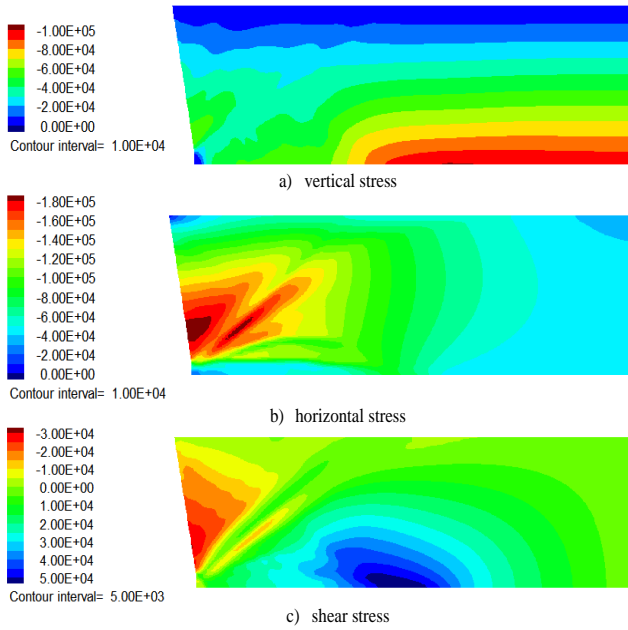 -1.00E+05
-8.00E+04
-6.00E+04
-4.00E+04
-2.00E+04
0.00E+00
Contour interval= 1.00E+04
a) vertical stress
-1.80E+05
-1.60E+05
-1.40E+05
-1.20E+05
-1.00E+05
-8.00E+04
-6.00E+04
-4.00E+04
-2.00E+04
0.00E+00
Contour interval= 1.00E+04
b) horizontal stress
-3.00E+04
-2.00E+04
-1.00E+04
0.00E+00
1.00E+04
2.00E+04
3.00E+04
4.00E+04
5.00E+04
Contour interval= 5.00E+03
c) shear stress